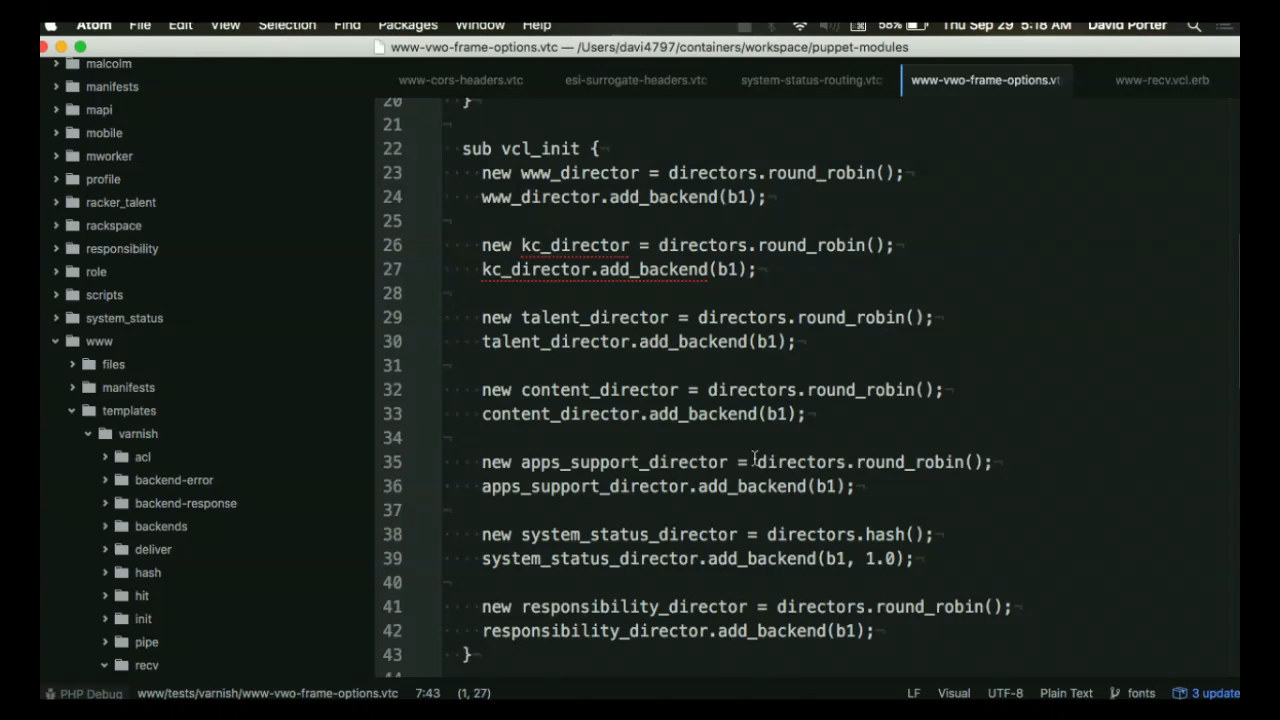 Atom File Edit View Selection Find Packages Window Help 58% Thu Sep 29 5:18 AM David Porter
www-vwo-frame-options.vtc — /Users/davi4797/containers/workspace/puppet-modules
malcolm
manifests
mapi
mobile
mworker
profile
racker_talent
rackspace
responsibility
role
scripts
system_status
www
files
manifests
templates
varnish
acl
backend-error
backend-response
backends
deliver
hash
hit
init
pipe
recv
www-cors-headers.vtc esi-surrogate-headers.vtc system-status-routing.vtc www-vwo-frame-options.vt www-recv.vcl.erb
20 }
21
22 sub vcl_init {
23 new www_director = directors.round_robin();
24 www_director.add_backend(b1);
25
26 new kc_director = directors.round_robin();
27 kc_director.add_backend(b1);
28
29 new talent_director = directors.round_robin();
30 talent_director.add_backend(b1);
31
32 new content_director = directors.round_robin();
33 content_director.add_backend(b1);
34
35 new apps_support_director = directors.round_robin();
36 apps_support_director.add_backend(b1);
37
38 new system_status_director = directors.hash();
39 system_status_director.add_backend(b1, 1.0);
40
41 new responsibility_director = directors.round_robin();
42 responsibility_director.add_backend(b1);
43 }
PHP Debug www/tests/varnish/www-vwo-frame-options.vtc 7:43 (1, 27) LF Visual UTF-8 Plain Text fonts 3 update